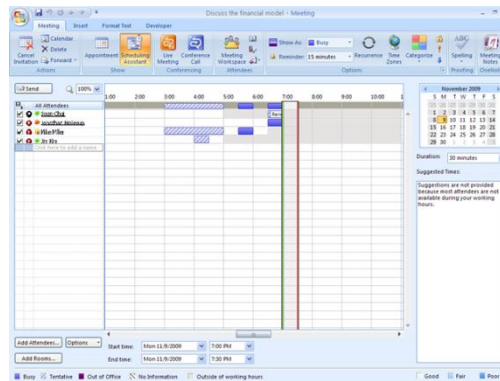 Discuss the financial model - Meeting
Meeting Insert Format Text Developer
Cancel Invitation
Calendar
Delete
Forward
Actions
Appointment
Scheduling Assistant
Show
Live Meeting
Conference Call
Conferencing
Meeting Workspace
Attendees
Show As: Busy
Reminder: 15 minutes
Recurrence
Time Zones
Categorize
Options
ABC
Spelling
Proofing
Meeting Notes
OneNote
Send
100%
1:00 2:00 3:00 4:00 5:00 6:00 7:00 8:00 9:00 10:00
All Attendees
Click here to add a name
November 2009
S M T W T F S
1 2 3 4 5 6 7
8 9 10 11 12 13 14
15 16 17 18 19 20 21
22 23 24 25 26 27 28
29 30 1 2 3 4 5
Duration: 30 minutes
Suggested Times:
Suggestions are not provided
because most attendees are not
available during your working
hours.
Add Attendees... Options
Start time: Mon 11/9/2009 7:00 PM
Add Rooms...
End time: Mon 11/9/2009 7:30 PM
Busy Tentative Out of Office No Information Outside of working hours
Good Fair Poor